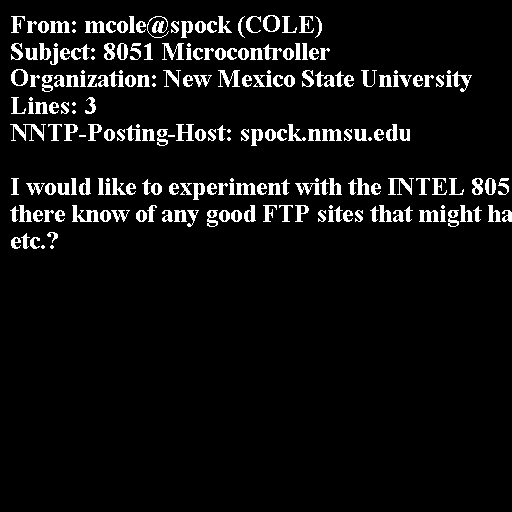 From: mcole@spock (COLE)
Subject: 8051 Microcontroller
Organization: New Mexico State University
Lines: 3
NNTP-Posting-Host: spock.nmsu.edu

I would like to experiment with the INTEL 805
there know of any good FTP sites that might ha
etc.?